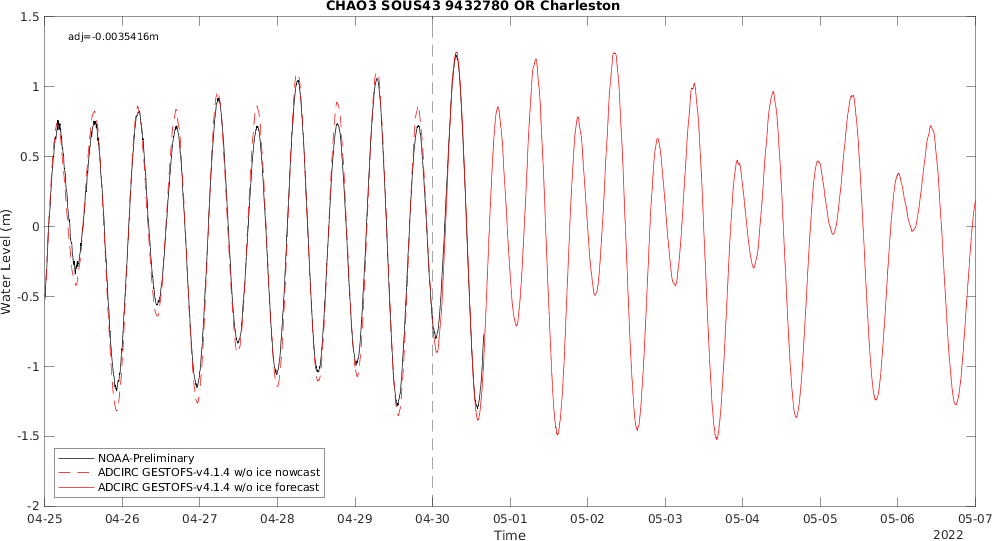 CHAO3 SOUS43 9432780 OR Charleston
adj=-0.0035416m
1.5
1
0.5
0
-0.5
-1
-1.5
-2
Water Level (m)
NOAA-Preliminary
ADCIRC GESTOFS-v4.1.4 w/o ice nowcast
ADCIRC GESTOFS-v4.1.4 w/o ice forecast
04-25 04-26 04-27 04-28 04-29 04-30 05-01 05-02 05-03 05-04 05-05 05-06 05-07
Time
2022